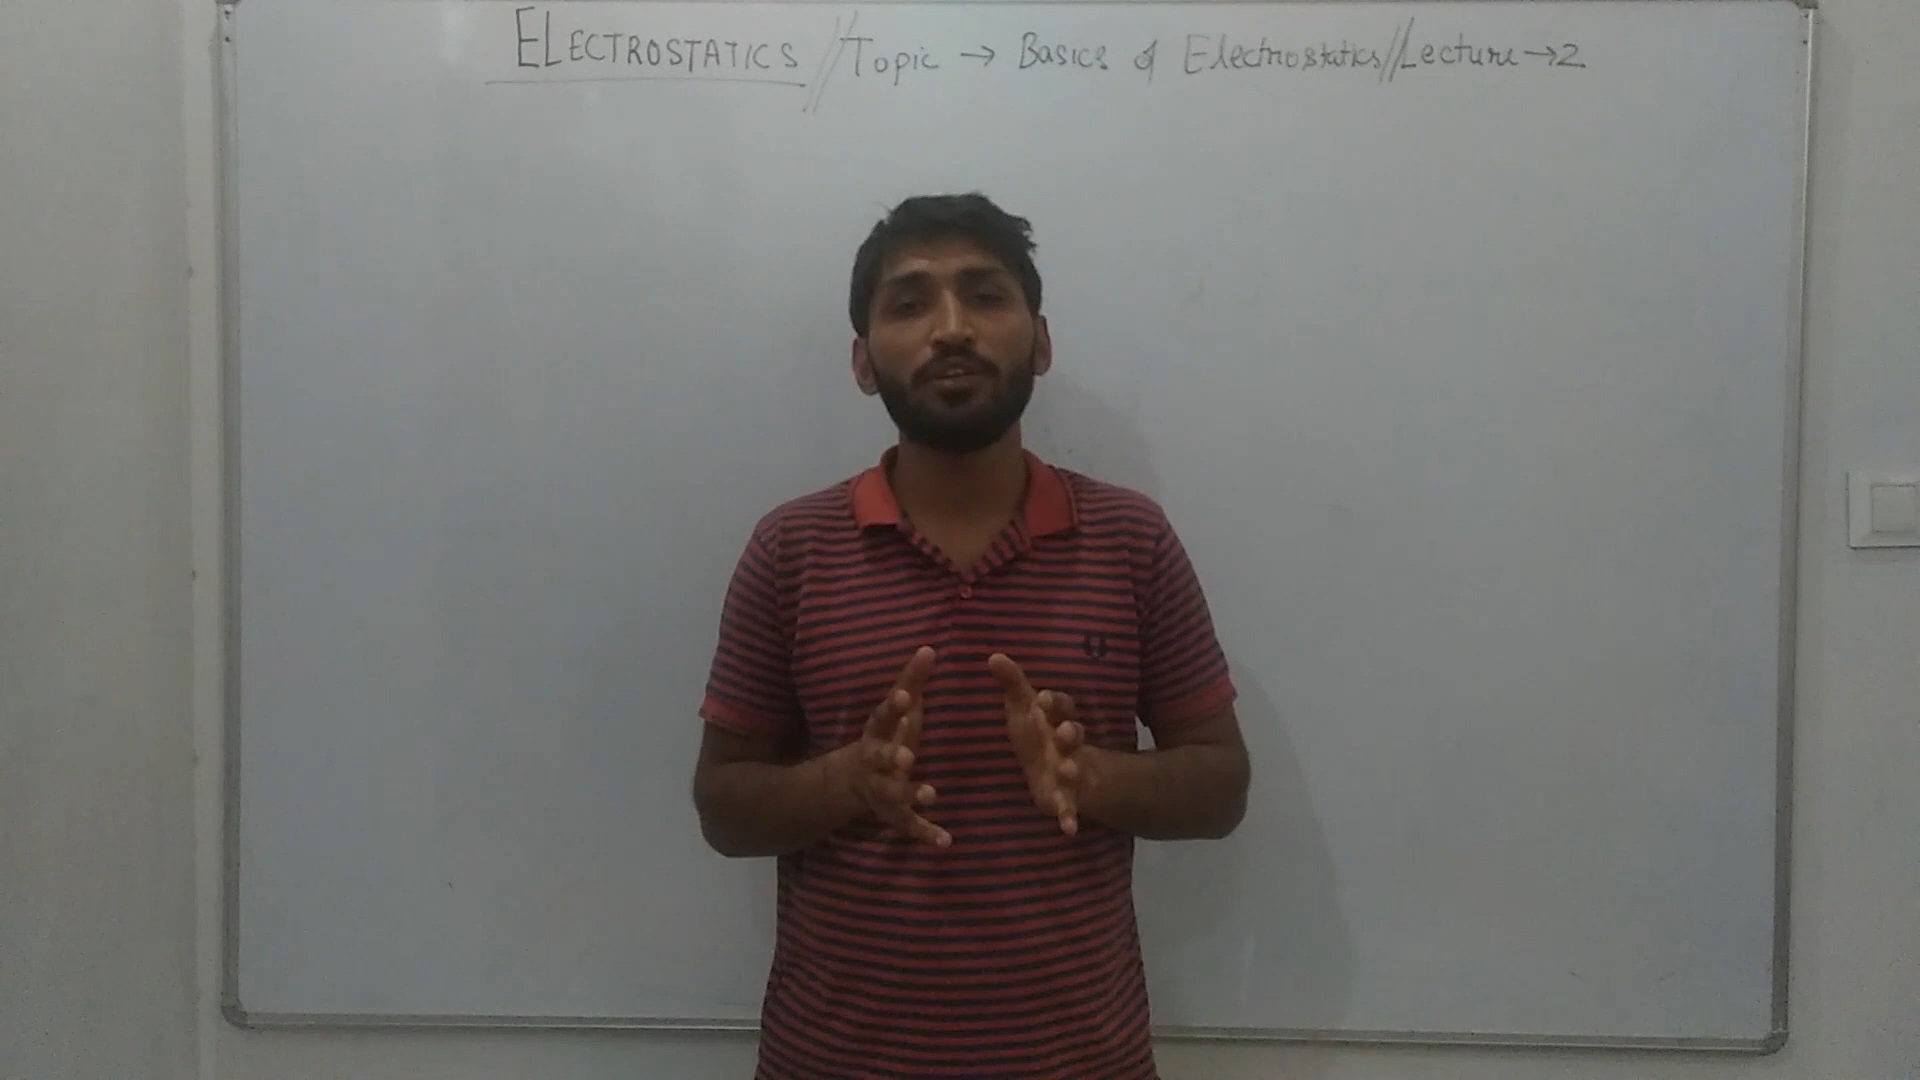 ELECTROSTATICS // Topic → Basics of Electrostatics // Lecture → 2